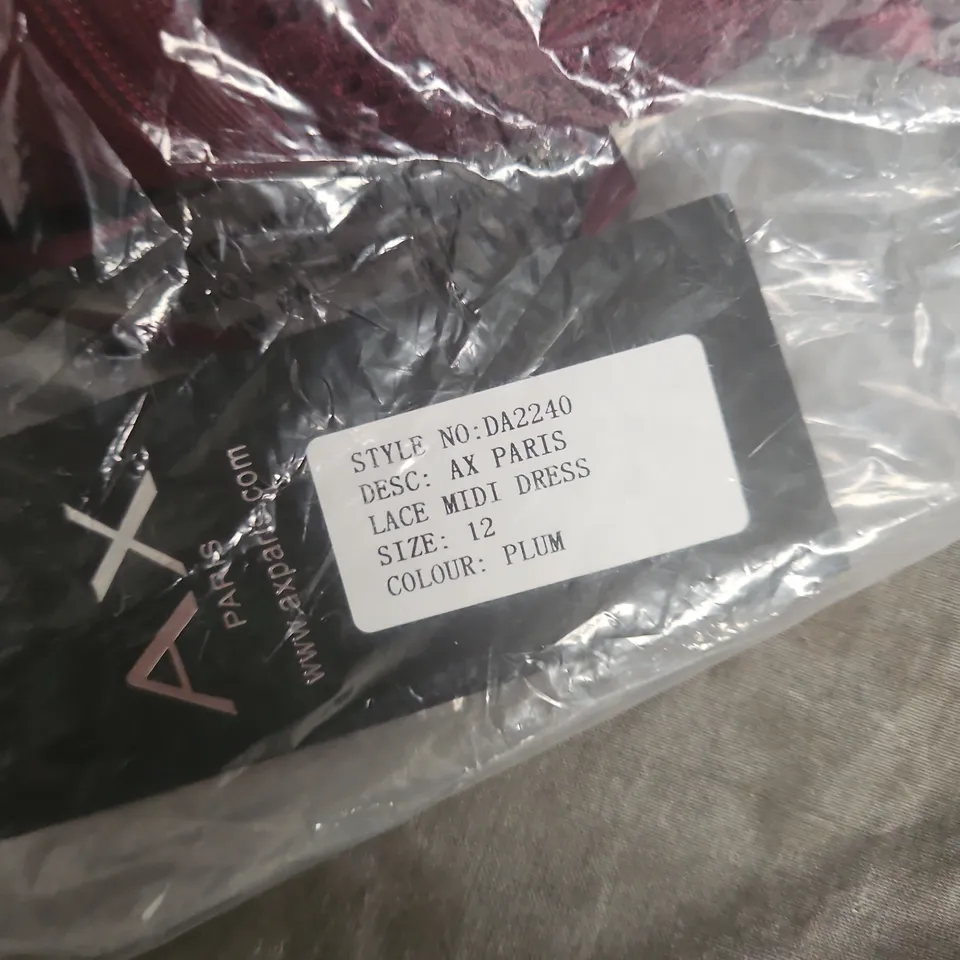 STYLE NO:DA2240
DESC: AX PARIS
LACE MIDI DRESS
SIZE: 12
COLOUR: PLUM
AX
PARIS
www.axparis.com